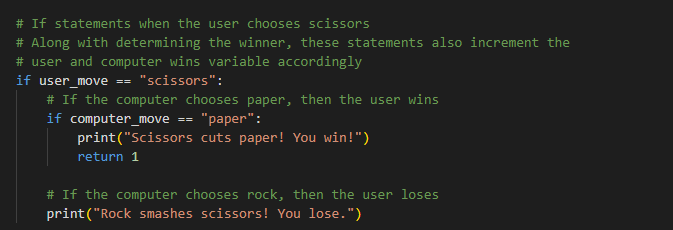 # If statements when the user chooses scissors
# Along with determining the winner, these statements also increment the
# user and computer wins variable accordingly
if user_move == "scissors":
    # If the computer chooses paper, then the user wins
    if computer_move == "paper":
        print("Scissors cuts paper! You win!")
        return 1

    # If the computer chooses rock, then the user loses
    print("Rock smashes scissors! You lose.")